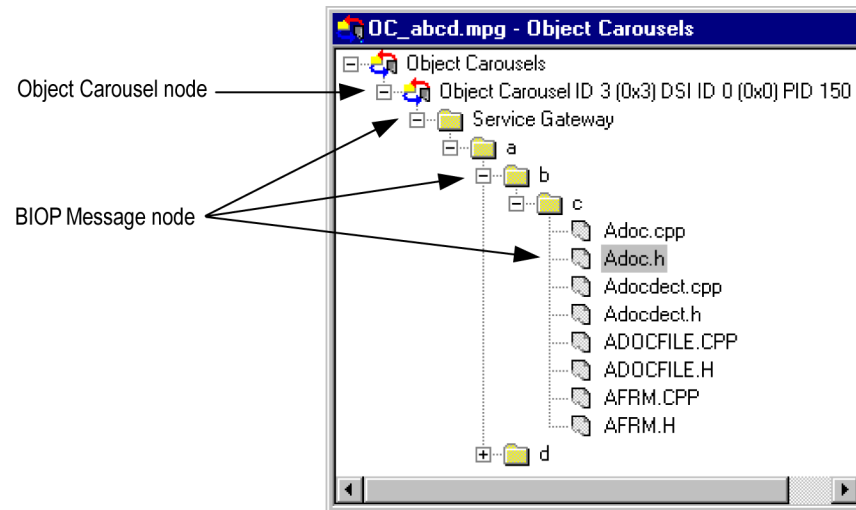 OC_abcd.mpg - Object Carousels
Object Carousels
Object Carousel node
Object Carousel ID 3 (0x3) DSI ID 0 (0x0) PID 150
Service Gateway
a
b
BIOP Message node
c
Adoc.cpp
Adoc.h
Adocdect.cpp
Adocdect.h
ADOCFILE.CPP
ADOCFILE.H
AFRM.CPP
AFRM.H
d